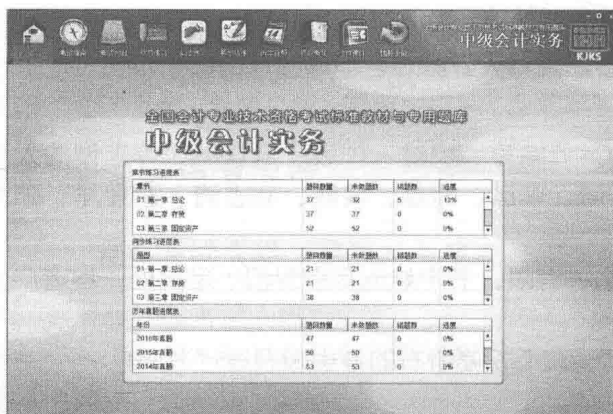 中级会计实务
KJKS
全国会计专业技术资格考试标准教材与专用题库
中级会计实务
章节练习进度表
章节 题目数量 未做题数 错题数 进度
01 第一章 总论 37 32 5 13%
02 第二章 存货 37 37 0 0%
03 第三章 固定资产 52 52 0 0%
同步练习进度表
题型 题目数量 未做题数 错题数 进度
01 第一章 总论 21 21 0 0%
02 第二章 存货 21 21 0 0%
03 第三章 固定资产 38 38 0 0%
历年真题进度表
年份 题目数量 未做题数 错题数 进度
2016年真题 47 47 0 0%
2015年真题 50 50 0 0%
2014年真题 53 53 0 0%